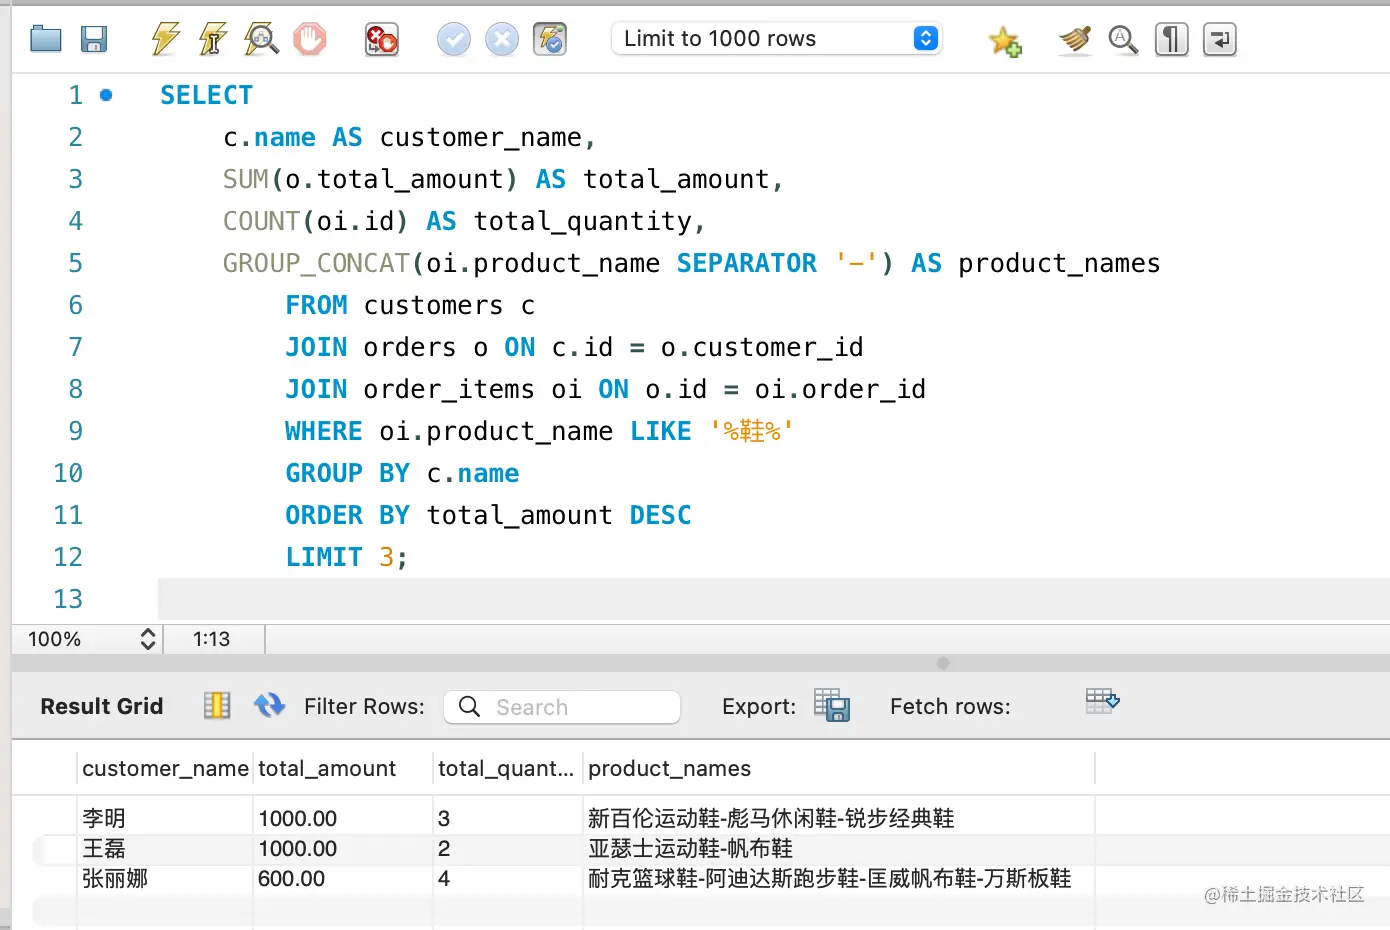 Limit to 1000 rows
1 SELECT
2 c.name AS customer_name,
3 SUM(o.total_amount) AS total_amount,
4 COUNT(oi.id) AS total_quantity,
5 GROUP_CONCAT(oi.product_name SEPARATOR '-') AS product_names
6 FROM customers c
7 JOIN orders o ON c.id = o.customer_id
8 JOIN order_items oi ON o.id = oi.order_id
9 WHERE oi.product_name LIKE '%鞋%'
10 GROUP BY c.name
11 ORDER BY total_amount DESC
12 LIMIT 3;
13
100% 1:13
Result Grid Filter Rows: Search Export: Fetch rows:
customer_name total_amount total_quant... product_names
李明 1000.00 3 新百伦运动鞋-彪马休闲鞋-锐步经典鞋
王磊 1000.00 2 亚瑟士运动鞋-帆布鞋
张丽娜 600.00 4 耐克篮球鞋-阿迪达斯跑步鞋-匡威帆布鞋-万斯板鞋
@稀土掘金技术社区